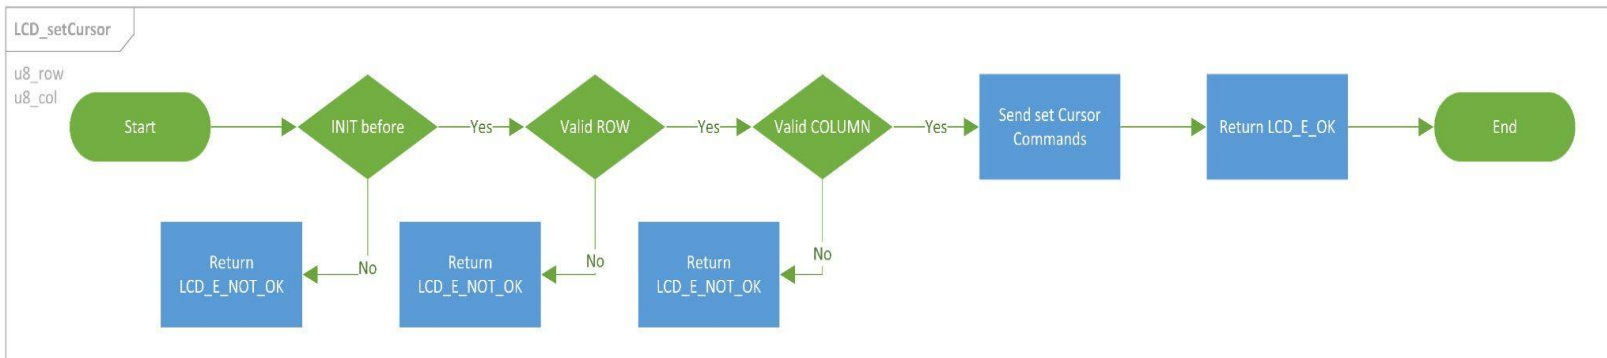 LCD_setCursor
u8_row
u8_col
Start
INIT before
Yes
Valid ROW
Yes
Valid COLUMN
Yes
Send set Cursor
Commands
Return LCD_E_OK
End
No
Return
LCD_E_NOT_OK
No
Return
LCD_E_NOT_OK
No
Return
LCD_E_NOT_OK